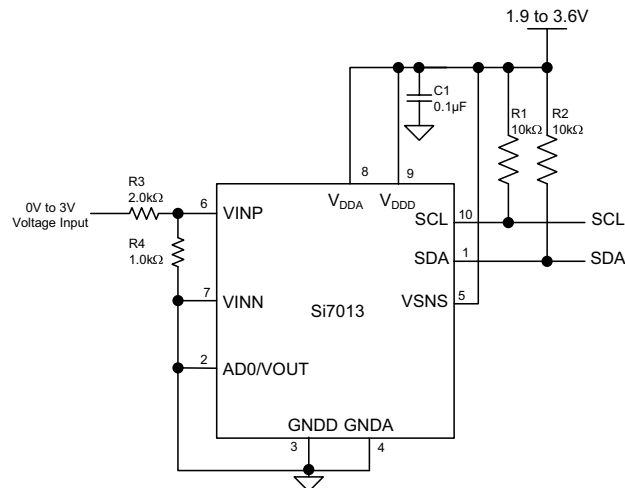 1.9 to 3.6V
C1
0.1µF
R1
10kΩ
R2
10kΩ
8
9
VDDA
VDDD
R3
2.0kΩ
0V to 3V
Voltage Input
6
VINP
SCL
10
SCL
R4
1.0kΩ
SDA
1
SDA
7
VINN
Si7013
VSNS
5
2
AD0/VOUT
GNDD GNDA
3
4